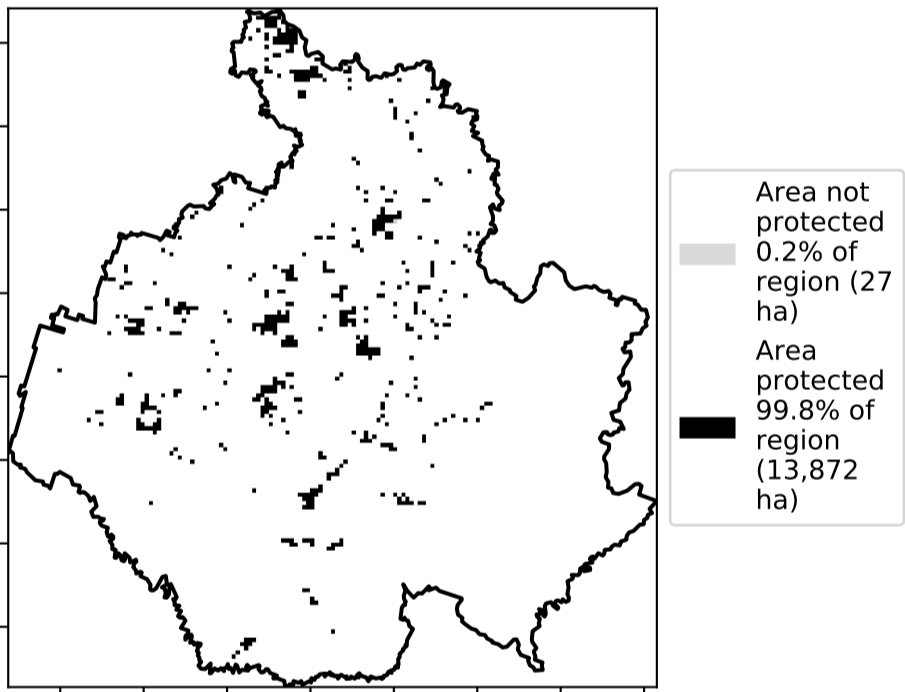 Area not
protected
0.2% of
region (27
ha)
Area
protected
99.8% of
region
(13,872
ha)